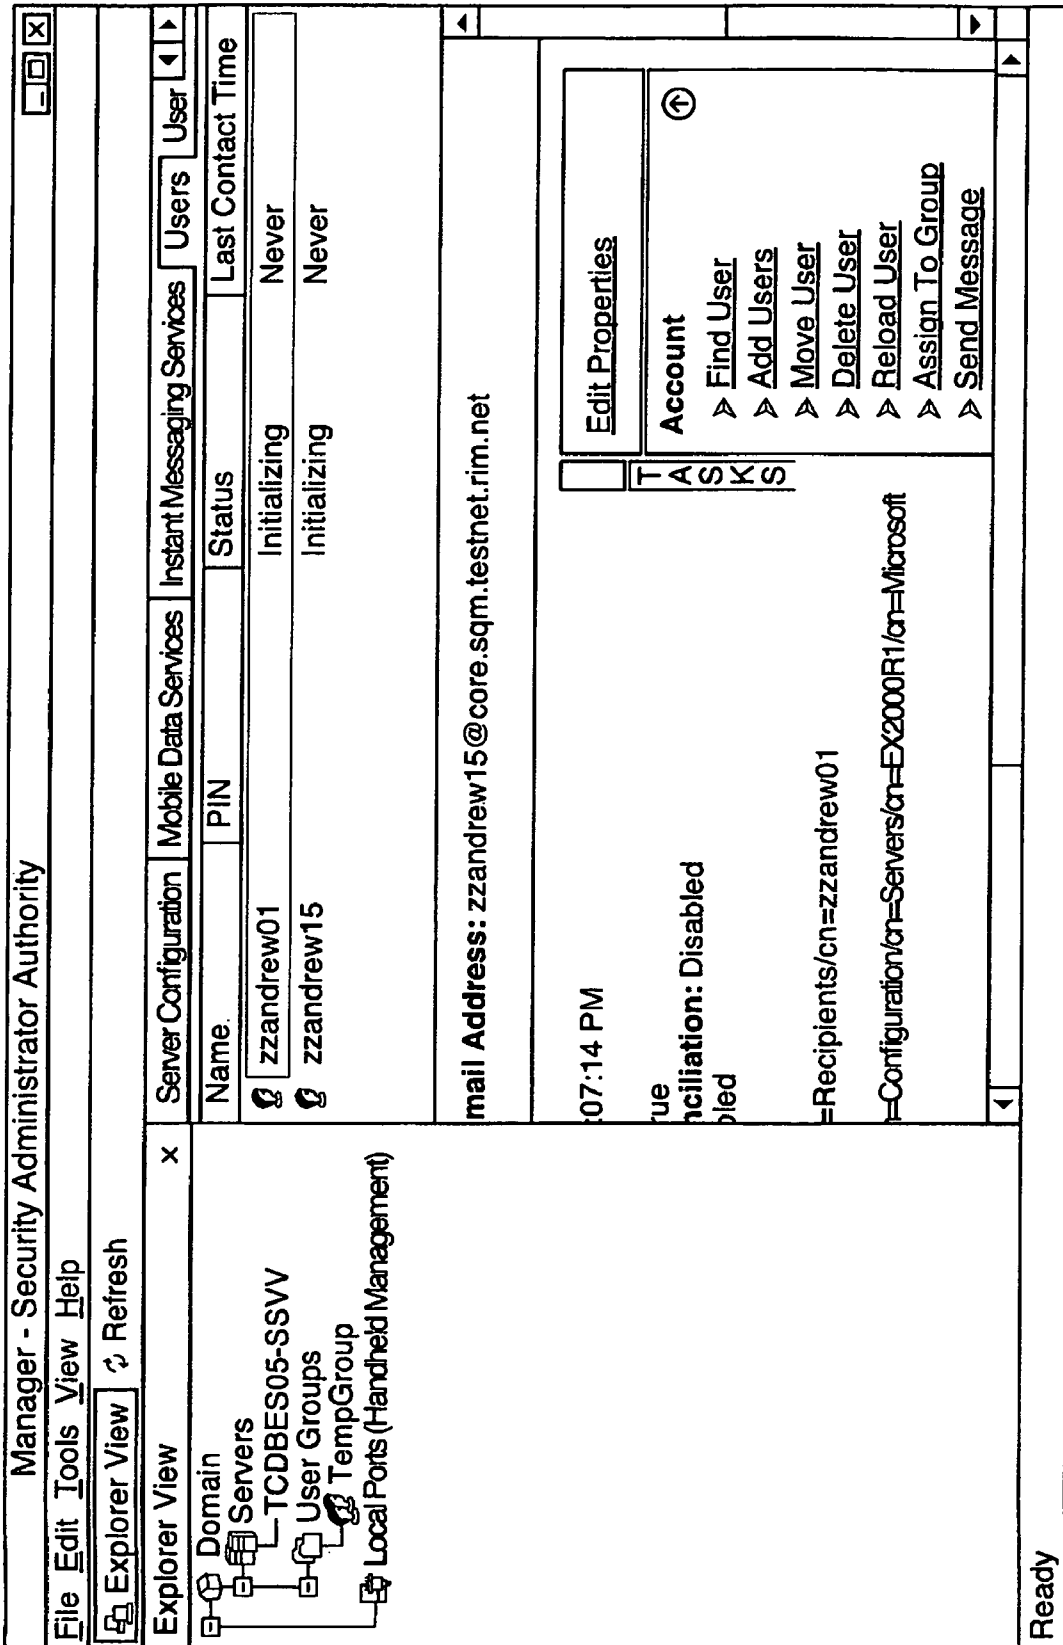 Manager - Security Administrator Authority
File Edit Tools View Help
Explorer View Refresh
Explorer View ×
Domain
Servers
TCDBES05-SSVV
User Groups
TempGroup
Local Ports (Handheld Management)
Server Configuration Mobile Data Services Instant Messaging Services Users User
Name PIN Status Last Contact Time
zzandrew01 Initializing Never
zzandrew15 Initializing Never
mail Address: zzandrew15@core.sqm.testnet.rim.net
:07:14 PM
rue
nciliation: Disabled
bled
=Recipients/cn=zzandrew01
n=Configuration/cn=Servers/cn=EX2000R1/cn=Microsoft
TASKS
Edit Properties
Account
Find User
Add Users
Move User
Delete User
Reload User
Assign To Group
Send Message
Ready